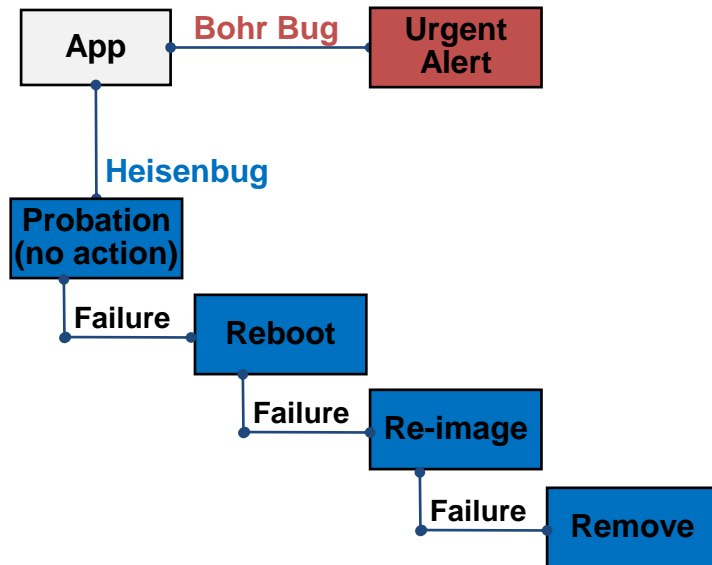 App
Bohr Bug
Urgent
Alert
Heisenbug
Probation
(no action)
Failure
Reboot
Failure
Re-image
Failure
Remove